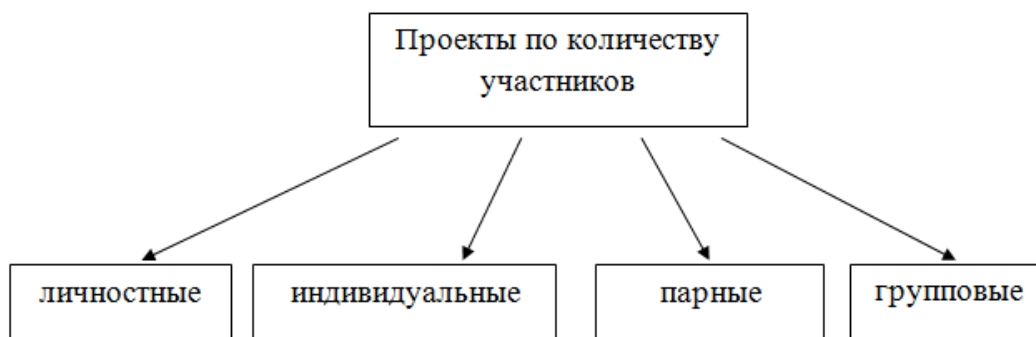 Проекты по количеству
участников
личностные
индивидуальные
парные
групповые